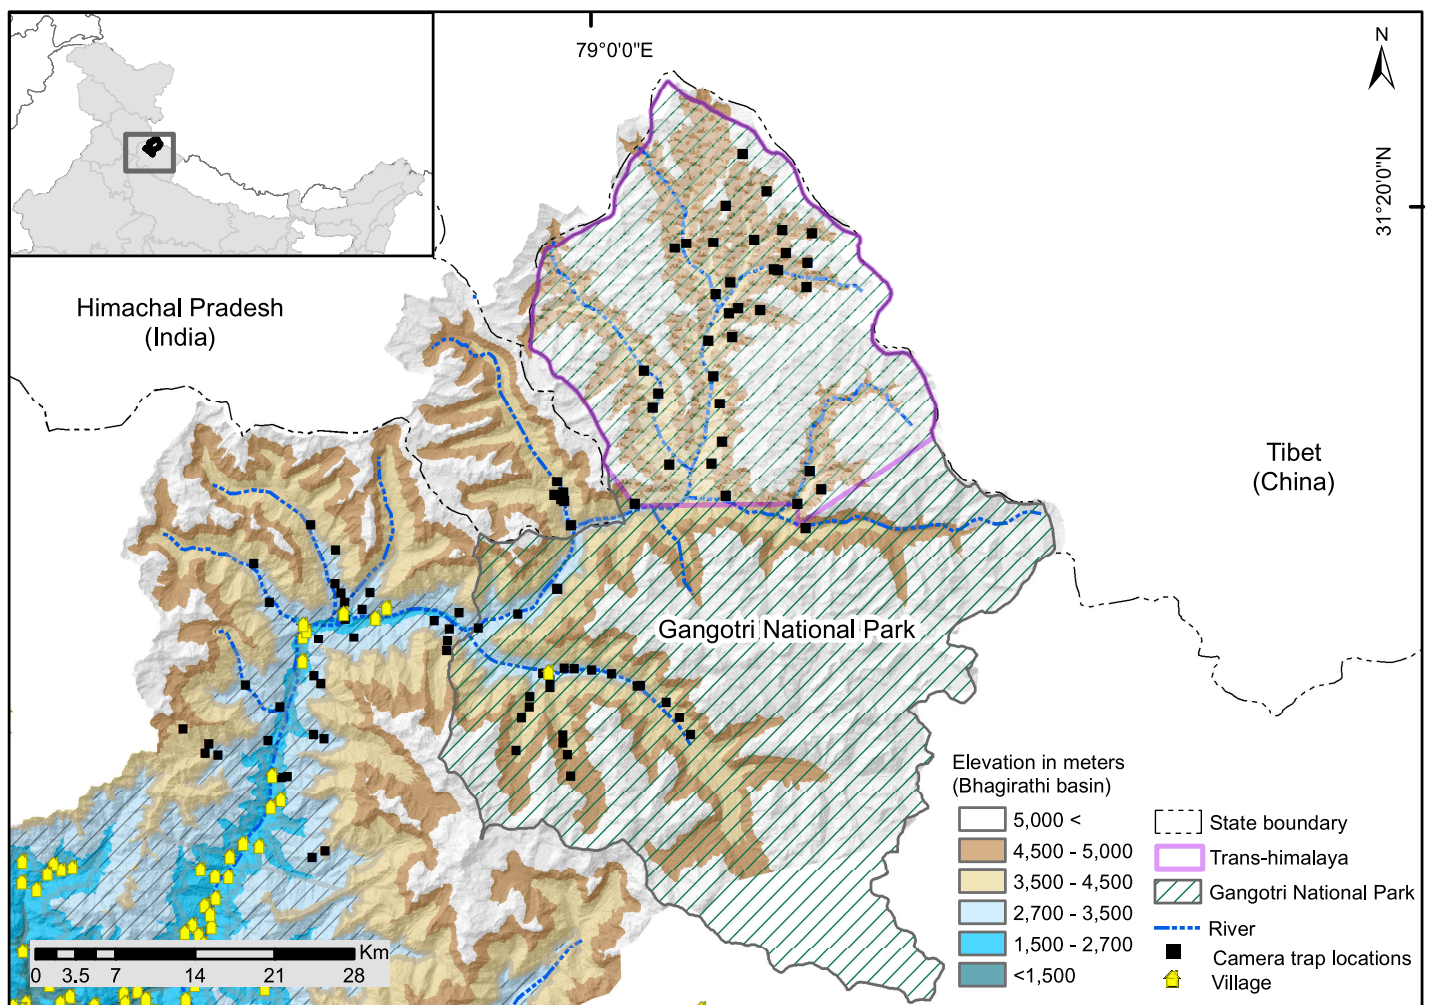 79°0'0"E
N
31°20'0"N
Himachal Pradesh
(India)
Tibet
(China)
Gangotri National Park
Elevation in meters
(Bhagirathi basin)
5,000 <
4,500 - 5,000
3,500 - 4,500
2,700 - 3,500
1,500 - 2,700
<1,500
State boundary
Trans-himalaya
Gangotri National Park
River
Camera trap locations
Village
Km
0 3.5 7 14 21 28